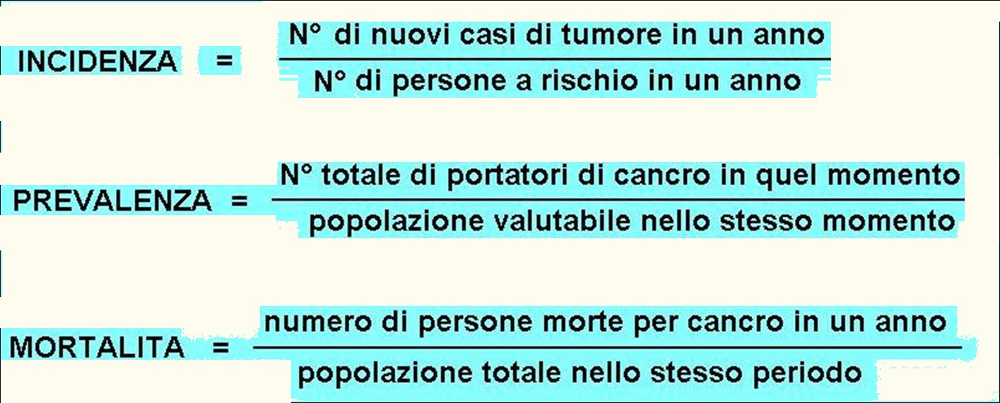 N° di nuovi casi di tumore in un anno
INCIDENZA =
N° di persone a rischio in un anno
N° totale di portatori di cancro in quel momento
PREVALENZA =
popolazione valutabile nello stesso momento
numero di persone morte per cancro in un anno
MORTALITA =
popolazione totale nello stesso periodo